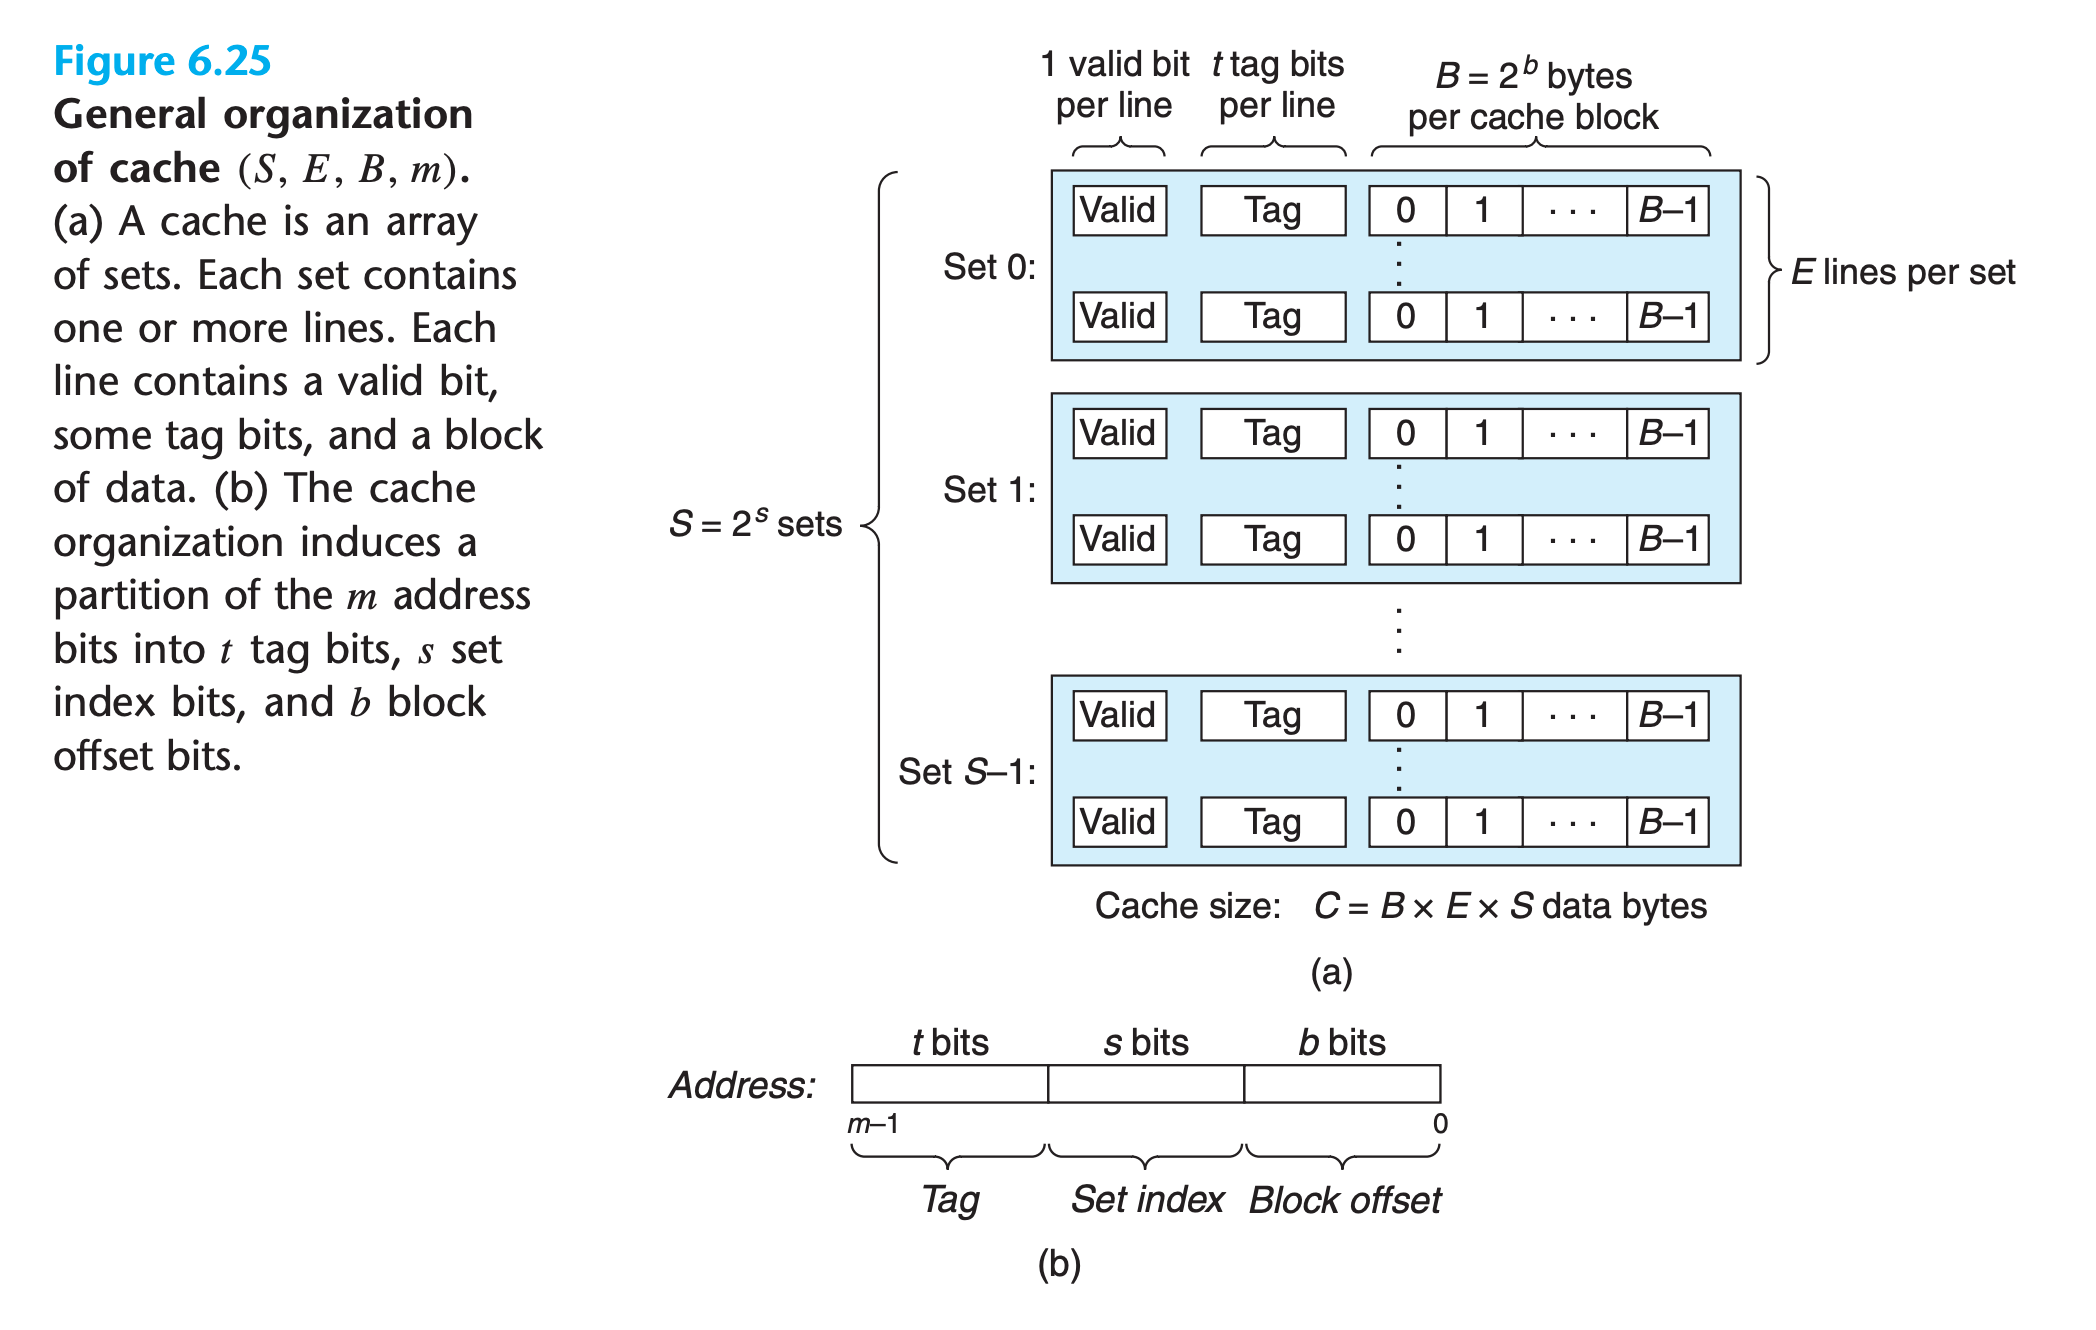 Figure 6.25
General organization
of cache (S, E, B, m).
(a) A cache is an array
of sets. Each set contains
one or more lines. Each
line contains a valid bit,
some tag bits, and a block
of data. (b) The cache
organization induces a
partition of the m address
bits into t tag bits, s set
index bits, and b block
offset bits.
1 valid bit
per line
t tag bits
per line
B = 2^b bytes
per cache block
S = 2^s sets
Set 0:
Valid Tag 0 1 · · · B–1
Valid Tag 0 1 · · · B–1
E lines per set
Set 1:
Valid Tag 0 1 · · · B–1
Valid Tag 0 1 · · · B–1
Set S–1:
Valid Tag 0 1 · · · B–1
Valid Tag 0 1 · · · B–1
Cache size: C = B × E × S data bytes
(a)
t bits s bits b bits
Address:
m–1 0
Tag Set index Block offset
(b)